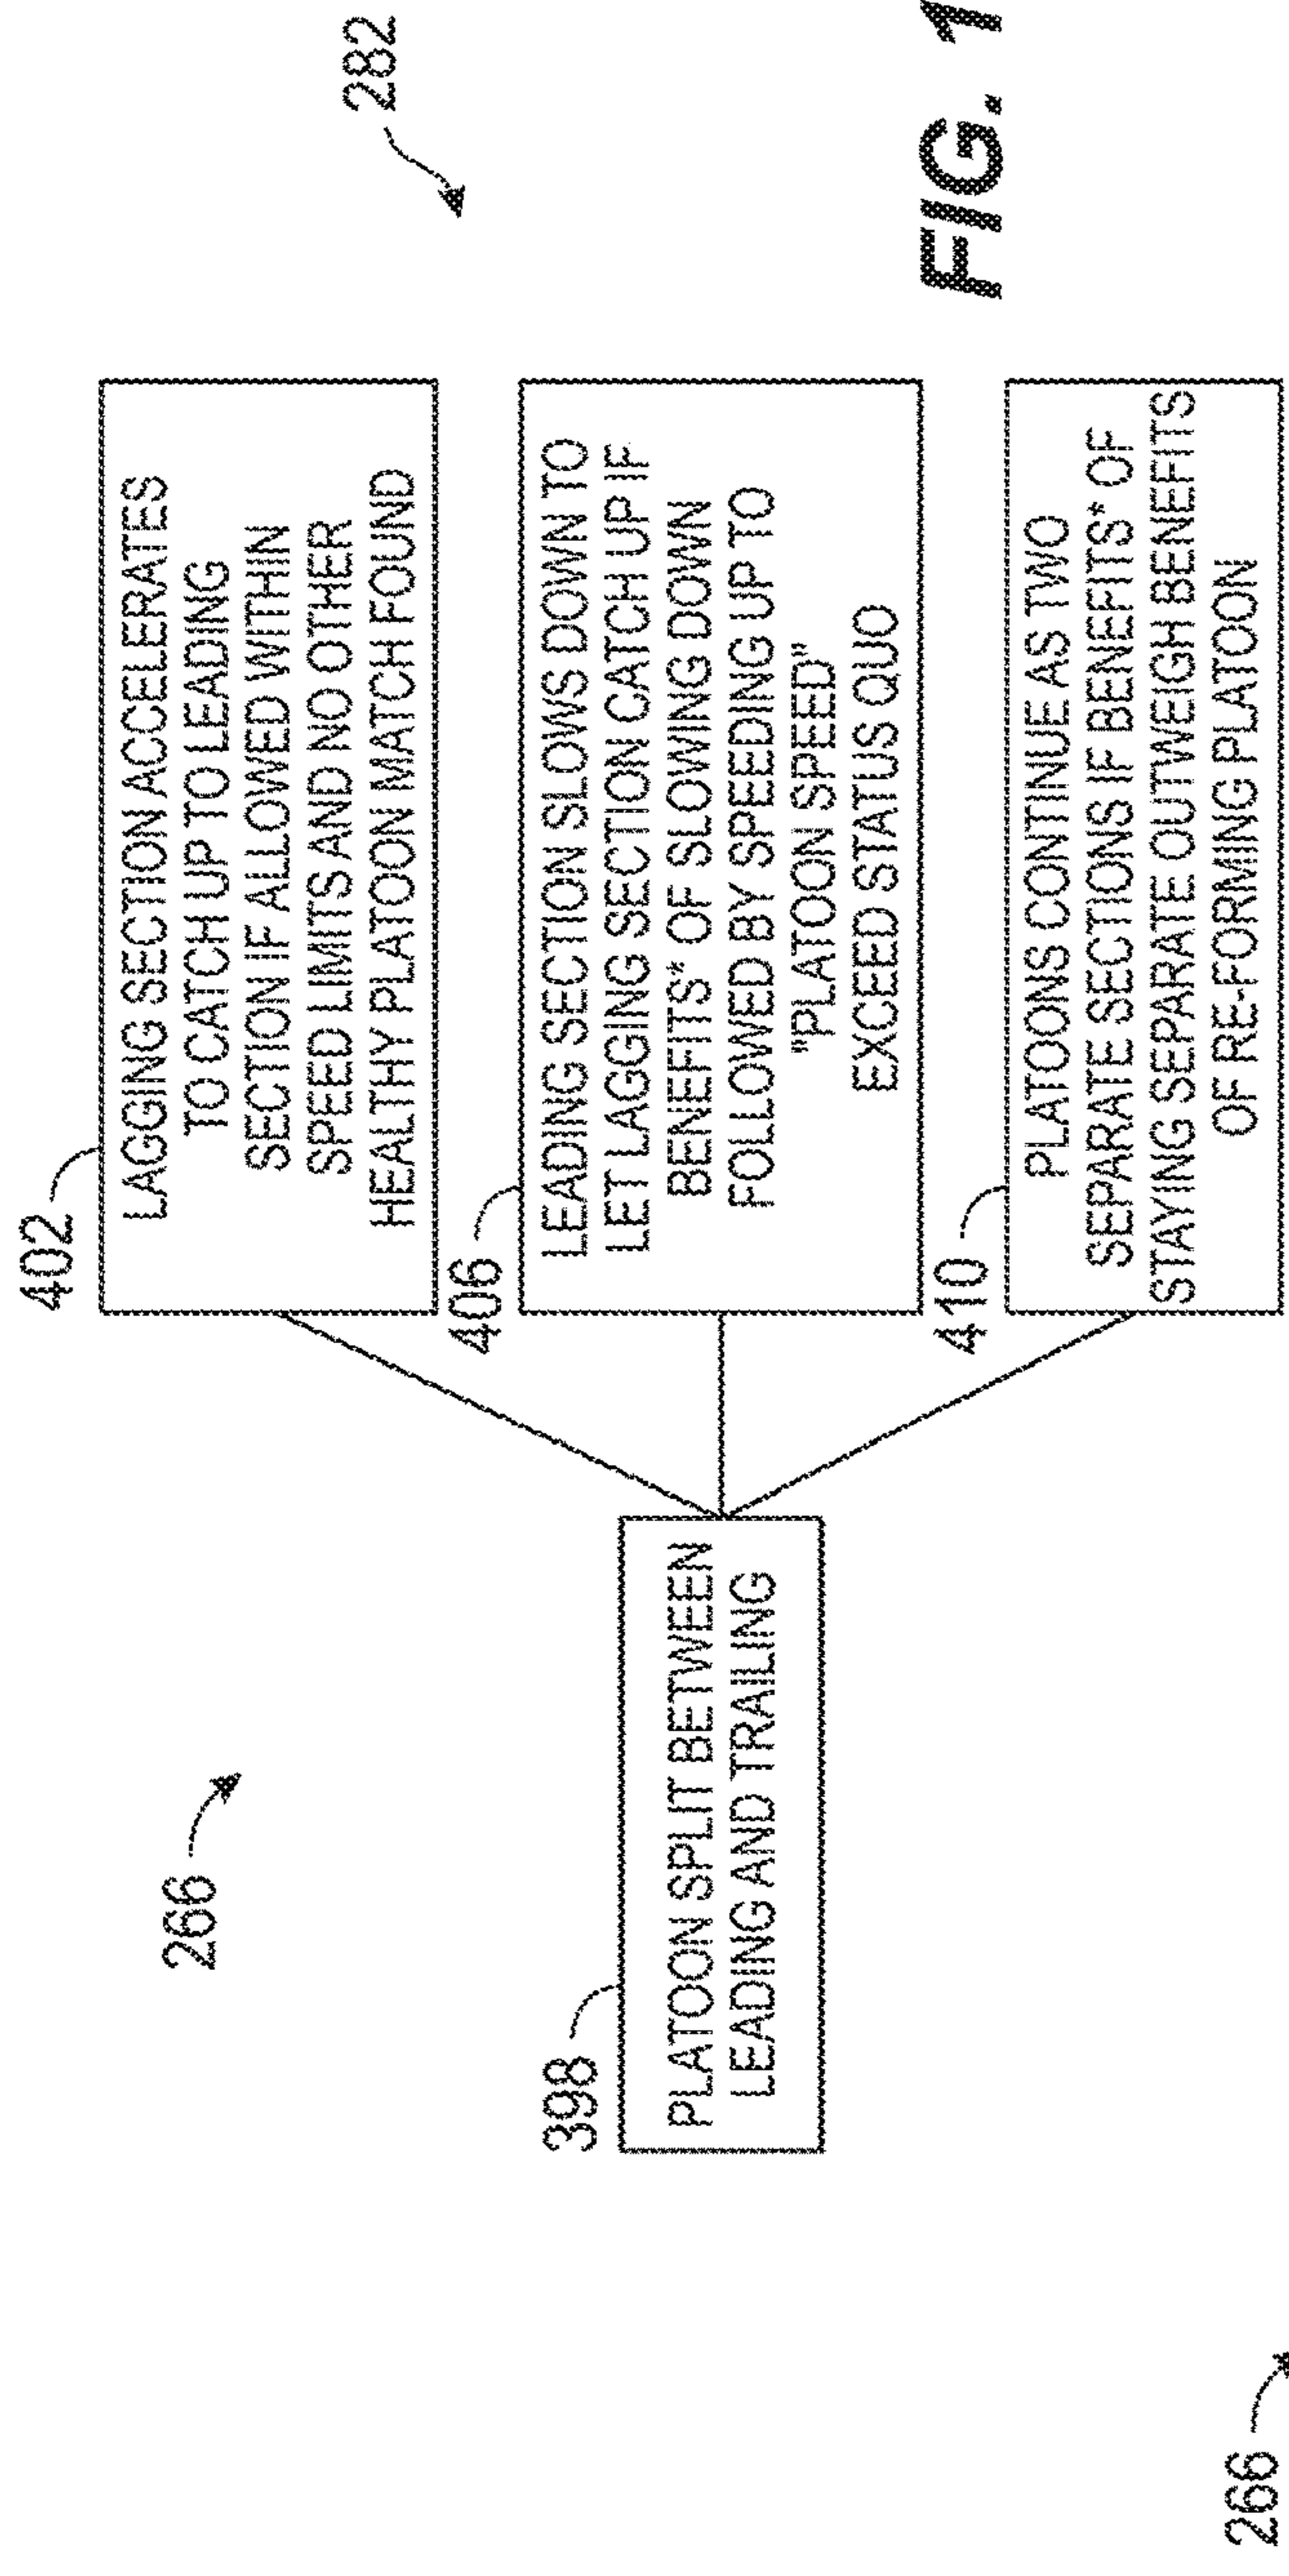 266
282
398
PLATOON SPLIT BETWEEN
LEADING AND TRAILING
402
LAGGING SECTION ACCELERATES
TO CATCH UP TO LEADING
SECTION IF ALLOWED WITHIN
SPEED LIMITS AND NO OTHER
HEALTHY PLATOON MATCH FOUND
406
LEADING SECTION SLOWS DOWN TO
LET LAGGING SECTION CATCH UP IF
BENEFITS* OF SLOWING DOWN
FOLLOWED BY SPEEDING UP TO
"PLATOON SPEED"
EXCEED STATUS QUO
410
PLATOONS CONTINUE AS TWO
SEPARATE SECTIONS IF BENEFITS* OF
STAYING SEPARATE OUTWEIGH BENEFITS
OF RE-FORMING PLATOON
FIG. 1
266